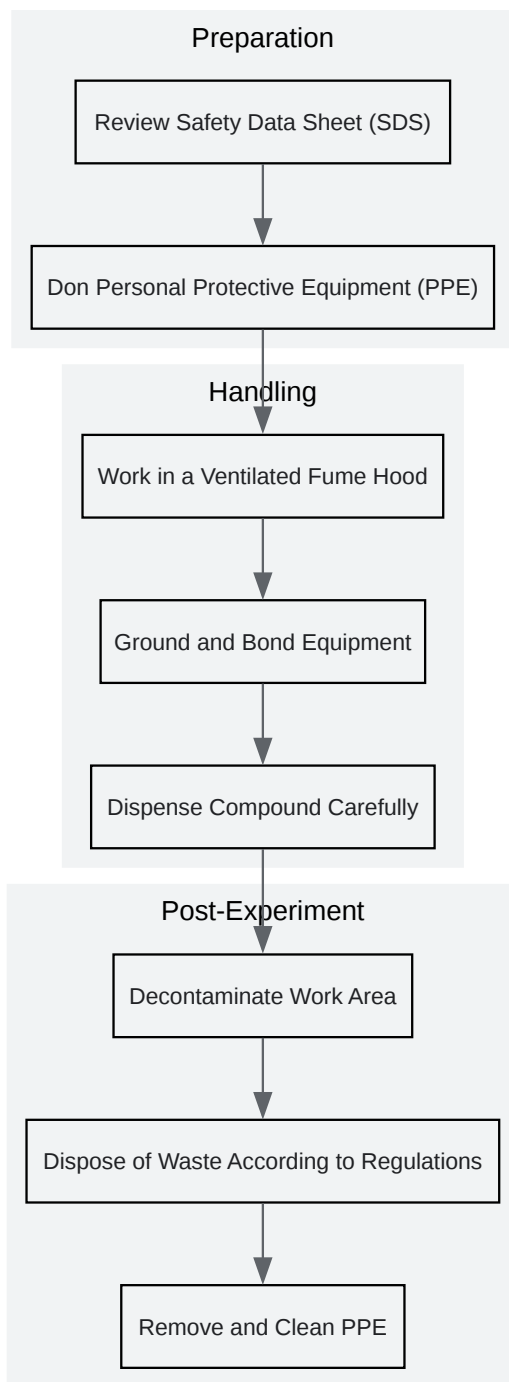 Preparation
Review Safety Data Sheet (SDS)
Don Personal Protective Equipment (PPE)
Handling
Work in a Ventilated Fume Hood
Ground and Bond Equipment
Dispense Compound Carefully
Post-Experiment
Decontaminate Work Area
Dispose of Waste According to Regulations
Remove and Clean PPE